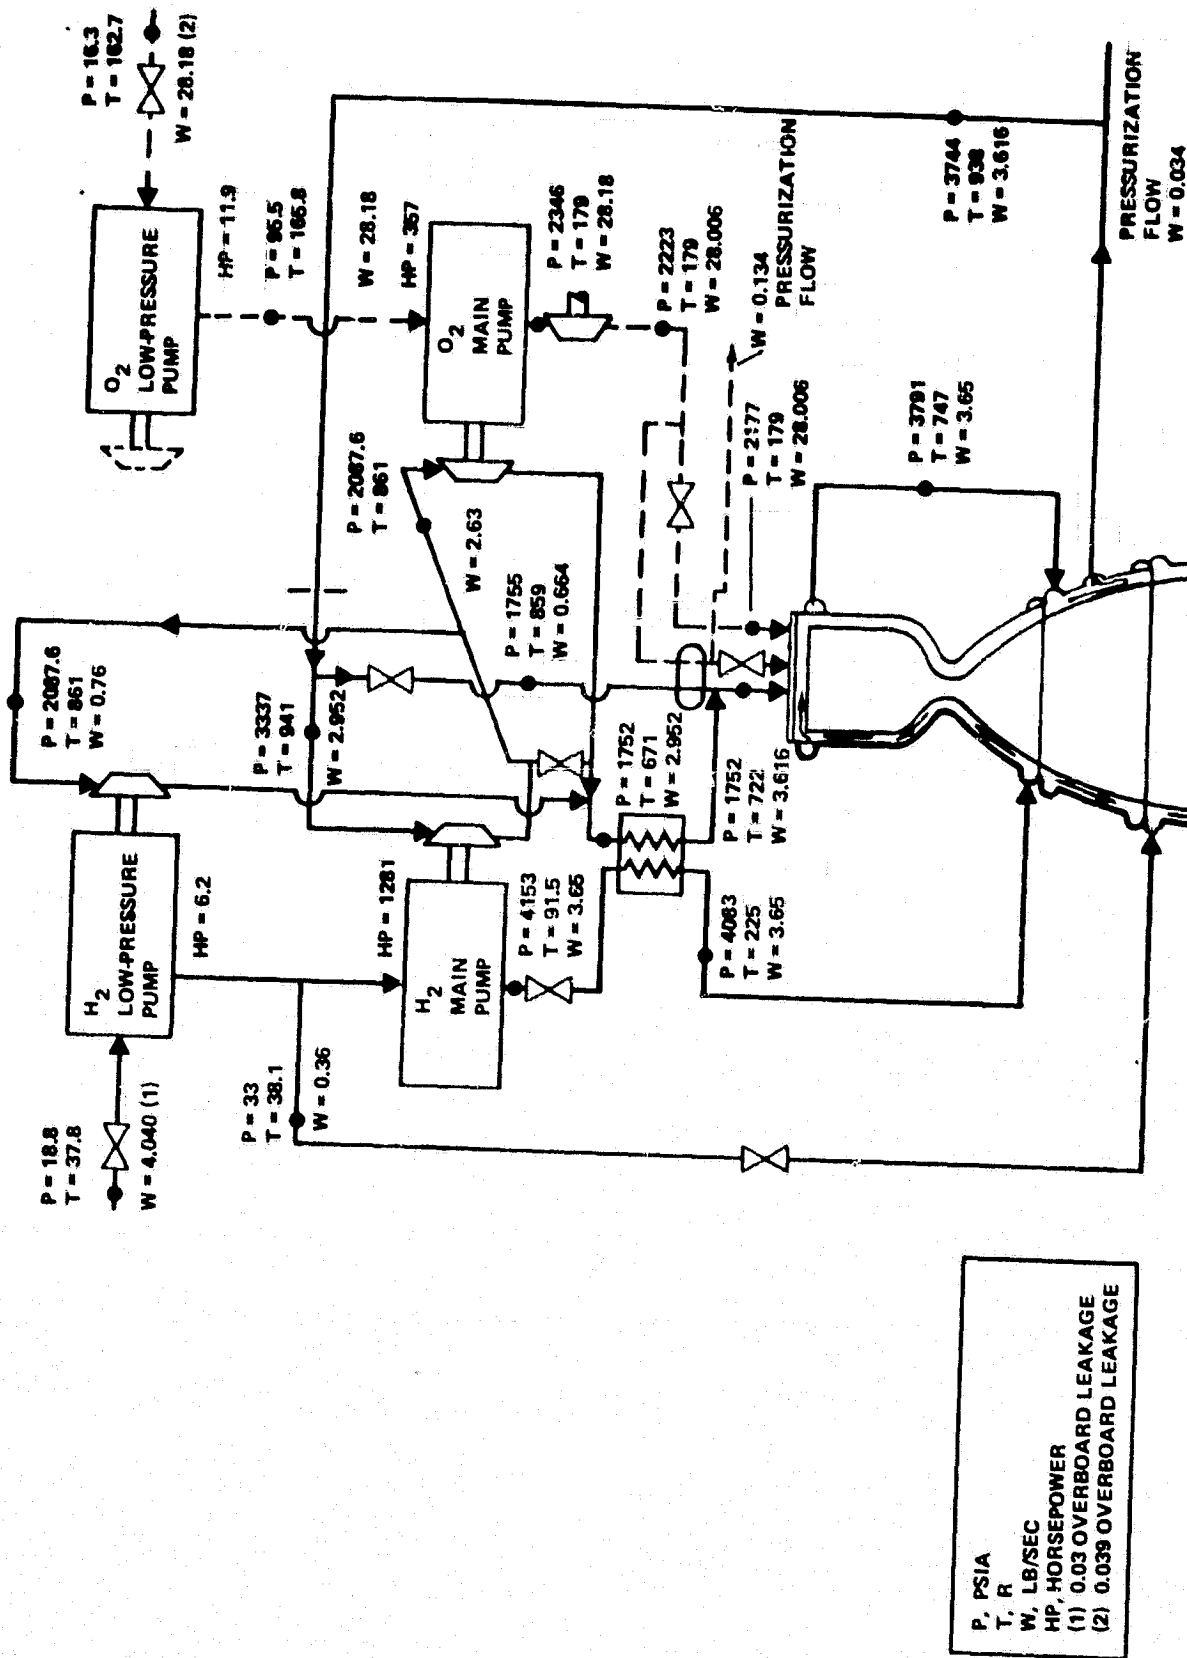 P = 18.8
T = 37.8
W = 4.040 (1)
H2
LOW-PRESSURE
PUMP
HP = 6.2
P = 2087.6
T = 861
W = 0.76
P = 33
T = 38.1
W = 0.36
H2
MAIN
PUMP
HP = 1281
P = 3337
T = 941
W = 2.952
P = 4153
T = 91.5
W = 3.65
P = 1752
T = 671
W = 2.952
P = 4083
T = 225
W = 3.65
P = 1752
T = 722
W = 3.616
P = 1755
T = 859
W = 0.664
P = 2087.6
T = 861
W = 2.63
O2
LOW-PRESSURE
PUMP
P = 16.3
T = 162.7
W = 28.18 (2)
HP = 11.9
P = 95.5
T = 165.8
W = 28.18
HP = 357
O2
MAIN
PUMP
P = 2346
T = 179
W = 28.18
P = 2223
T = 179
W = 28.006
W = 0.134
PRESSURIZATION
FLOW
P = 2177
T = 179
W = 28.006
P = 3791
T = 747
W = 3.65
P = 3744
T = 938
W = 3.616
PRESSURIZATION
FLOW
W = 0.034
P, PSIA
T, R
W, LB/SEC
HP, HORSEPOWER
(1) 0.03 OVERBOARD LEAKAGE
(2) 0.039 OVERBOARD LEAKAGE